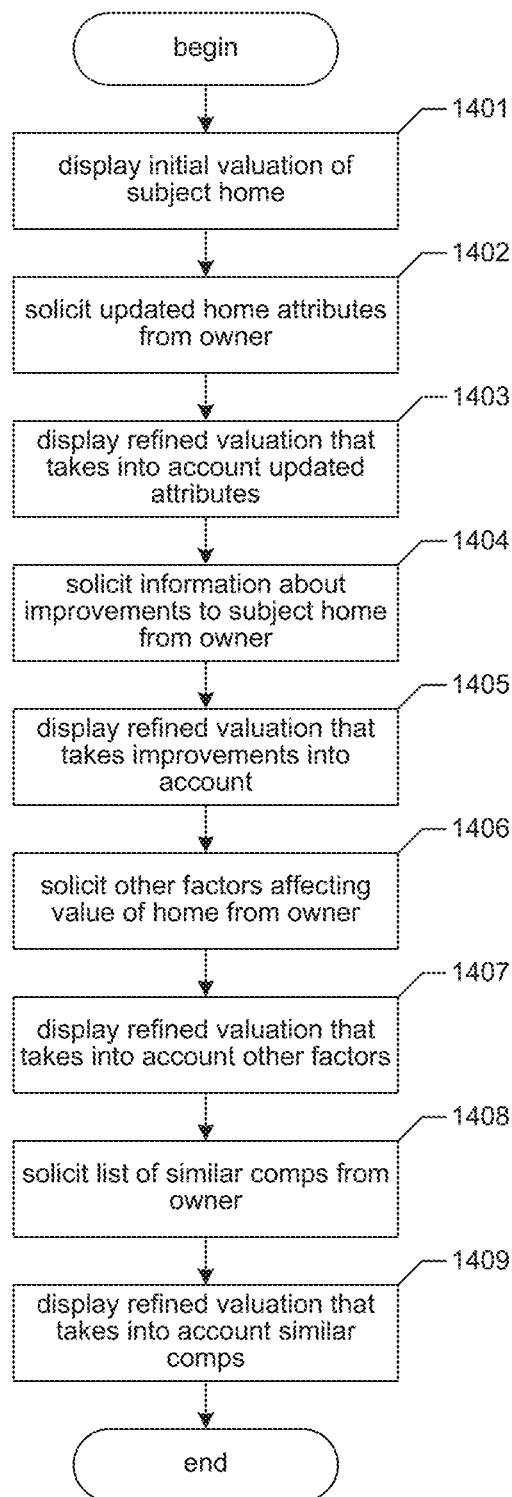 begin
1401
display initial valuation of
subject home
1402
solicit updated home attributes
from owner
1403
display refined valuation that
takes into account updated
attributes
1404
solicit information about
improvements to subject home
from owner
1405
display refined valuation that
takes improvements into
account
1406
solicit other factors affecting
value of home from owner
1407
display refined valuation that
takes into account other factors
1408
solicit list of similar comps from
owner
1409
display refined valuation that
takes into account similar
comps
end